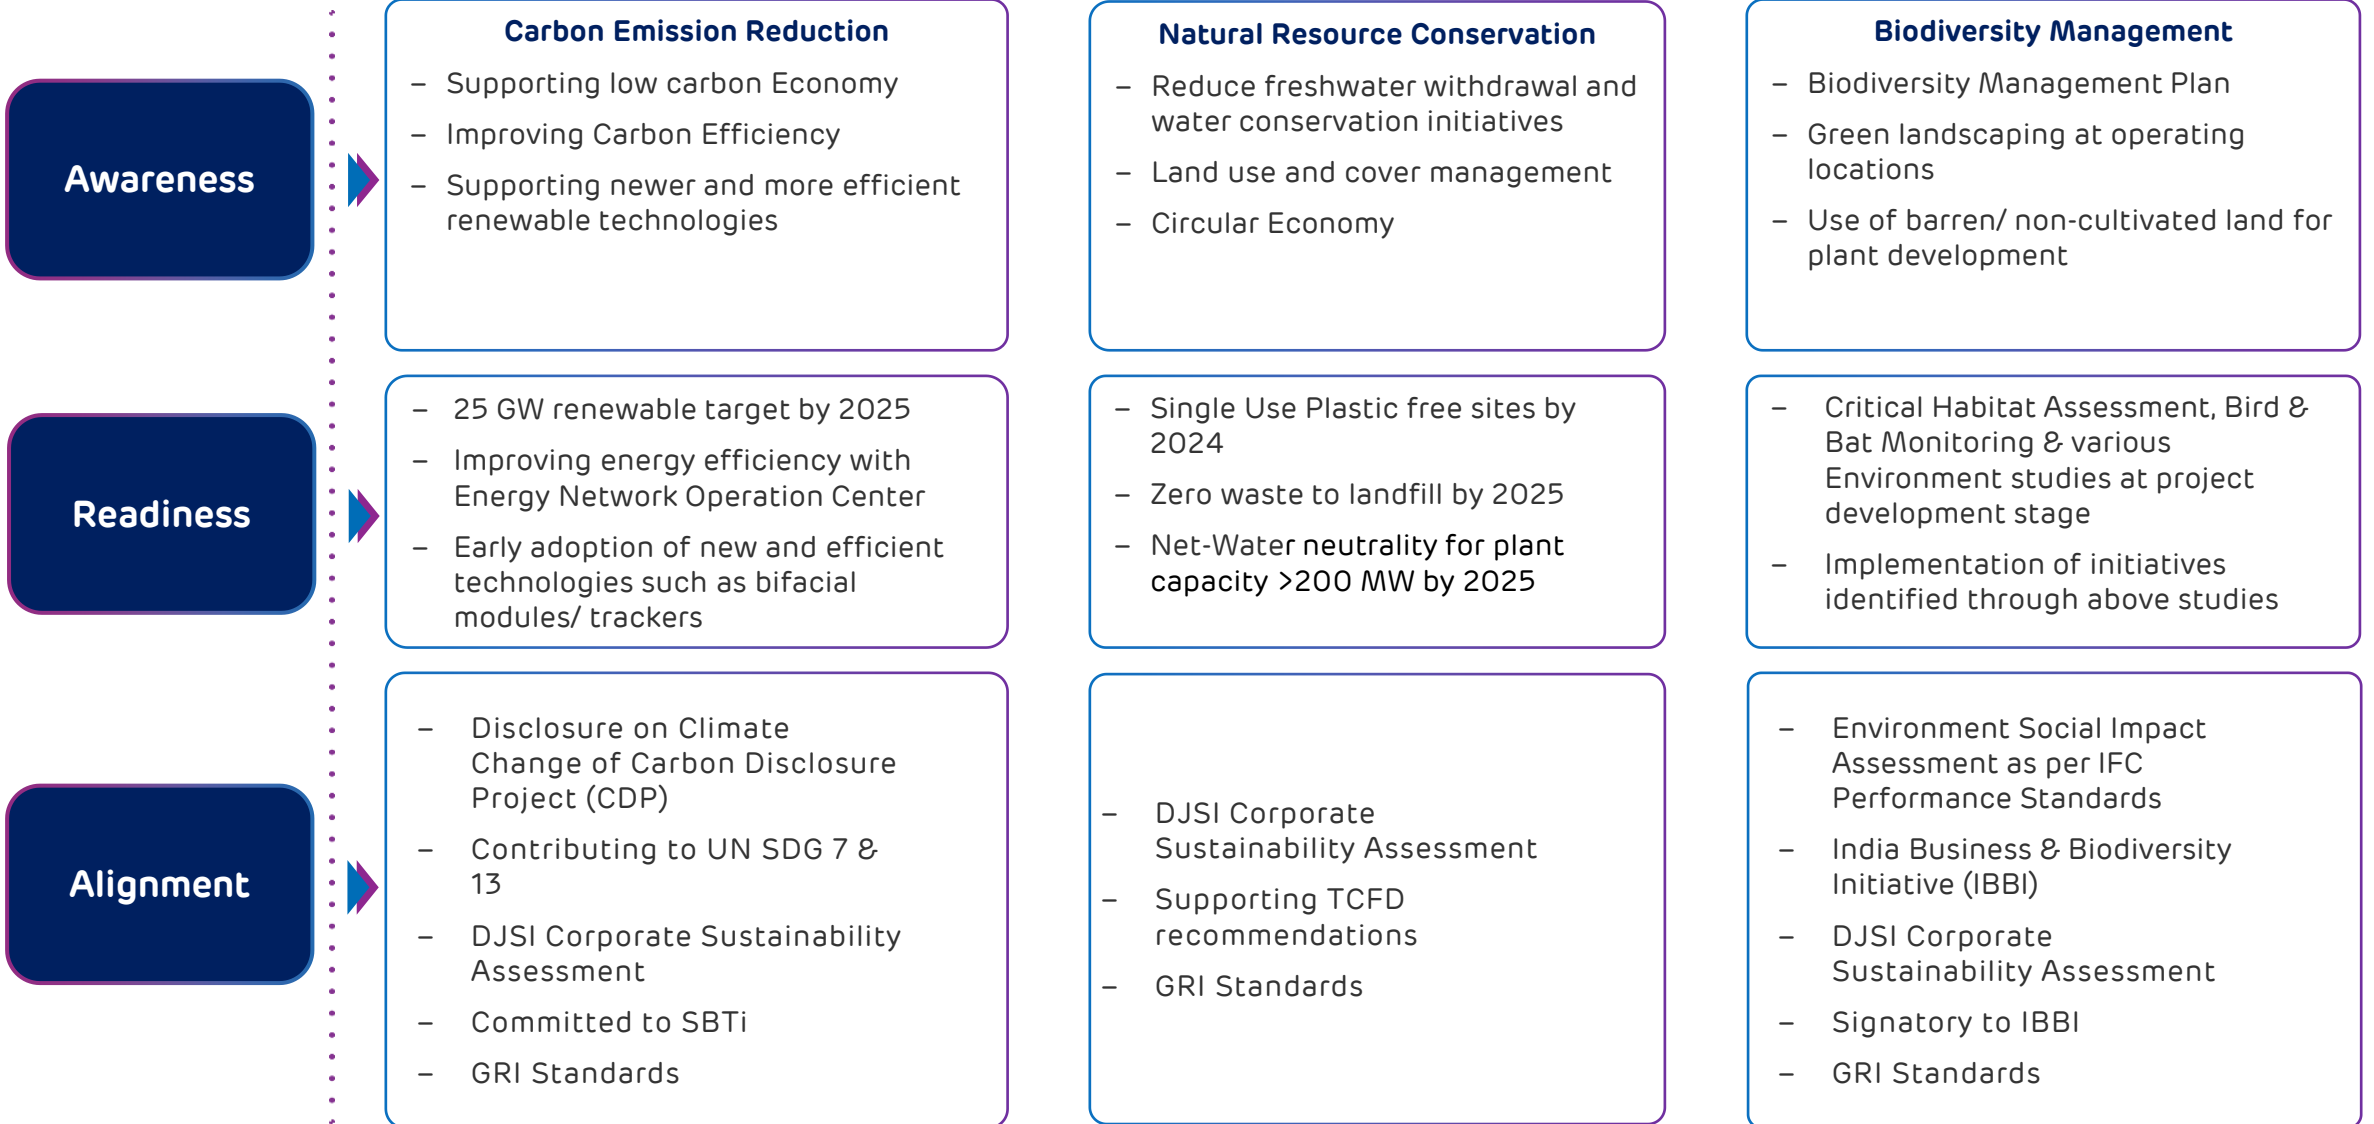 Awareness
Carbon Emission Reduction
– Supporting low carbon Economy
– Improving Carbon Efficiency
– Supporting newer and more efficient
renewable technologies
Natural Resource Conservation
– Reduce freshwater withdrawal and
water conservation initiatives
– Land use and cover management
– Circular Economy
Biodiversity Management
– Biodiversity Management Plan
– Green landscaping at operating
locations
– Use of barren/ non-cultivated land for
plant development
Readiness
– 25 GW renewable target by 2025
– Improving energy efficiency with
Energy Network Operation Center
– Early adoption of new and efficient
technologies such as bifacial
modules/ trackers
– Single Use Plastic free sites by
2024
– Zero waste to landfill by 2025
– Net-Water neutrality for plant
capacity >200 MW by 2025
– Critical Habitat Assessment, Bird &
Bat Monitoring & various
Environment studies at project
development stage
– Implementation of initiatives
identified through above studies
Alignment
– Disclosure on Climate
Change of Carbon Disclosure
Project (CDP)
– Contributing to UN SDG 7 &
13
– DJSI Corporate Sustainability
Assessment
– Committed to SBTi
– GRI Standards
– DJSI Corporate
Sustainability Assessment
– Supporting TCFD
recommendations
– GRI Standards
– Environment Social Impact
Assessment as per IFC
Performance Standards
– India Business & Biodiversity
Initiative (IBBI)
– DJSI Corporate
Sustainability Assessment
– Signatory to IBBI
– GRI Standards